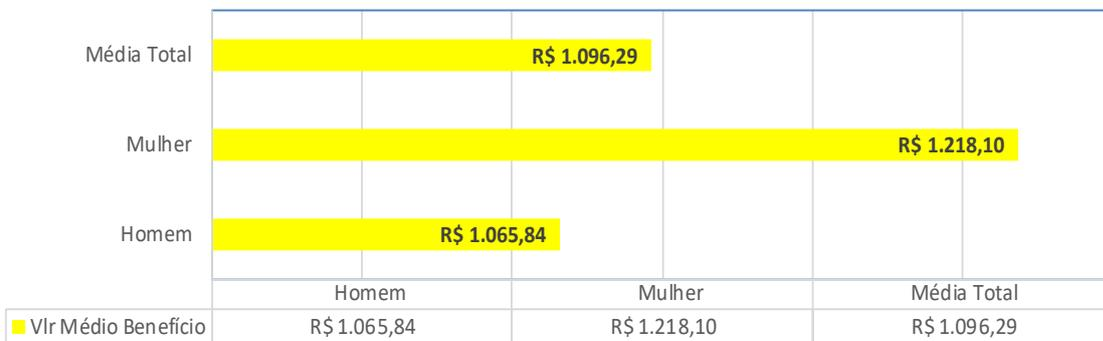 Média Total
R$ 1.096,29
Mulher
R$ 1.218,10
Homem
R$ 1.065,84
Homem Mulher Média Total
Vlr Médio Benefício R$ 1.065,84 R$ 1.218,10 R$ 1.096,29